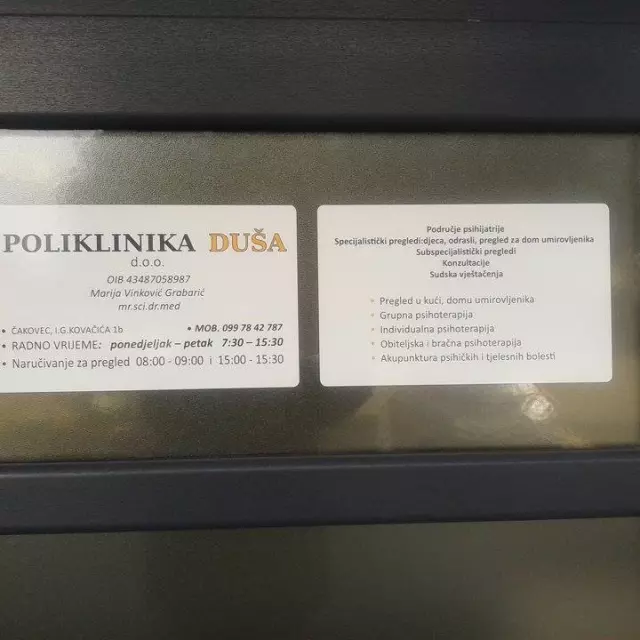 POLIKLINIKA DUŠA
d.o.o.
OIB 43487058987
Marija Vinković Grabarić
mr.sci.dr.med
• ČAKOVEC, I.G.KOVAČIĆA 1b • MOB. 099 78 42 787
• RADNO VRIJEME: ponedjeljak – petak 7:30 – 15:30
• Naručivanje za pregled 08:00 - 09:00 i 15:00 - 15:30
Područje psihijatrije
Specijalistički pregledi:djeca, odrasli, pregled za dom umirovljenika
Subspecijalistički pregledi
Konzultacije
Sudska vještačenja
• Pregled u kući, domu umirovljenika
• Grupna psihoterapija
• Individualna psihoterapija
• Obiteljska i bračna psihoterapija
• Akupunktura psihičkih i tjelesnih bolesti